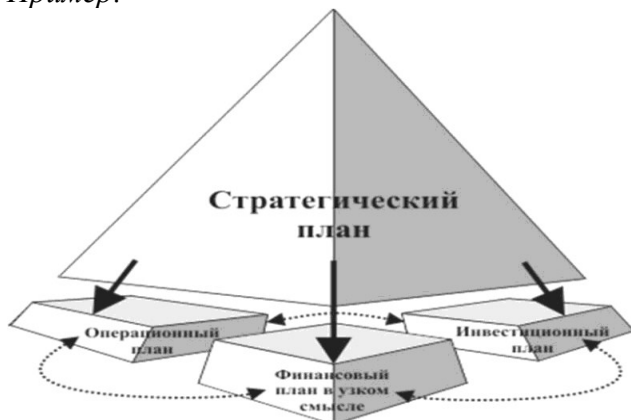 Пример:
Стратегический
план
Операционный
план
Инвестиционный
план
Финансовый
план в узком
смысле